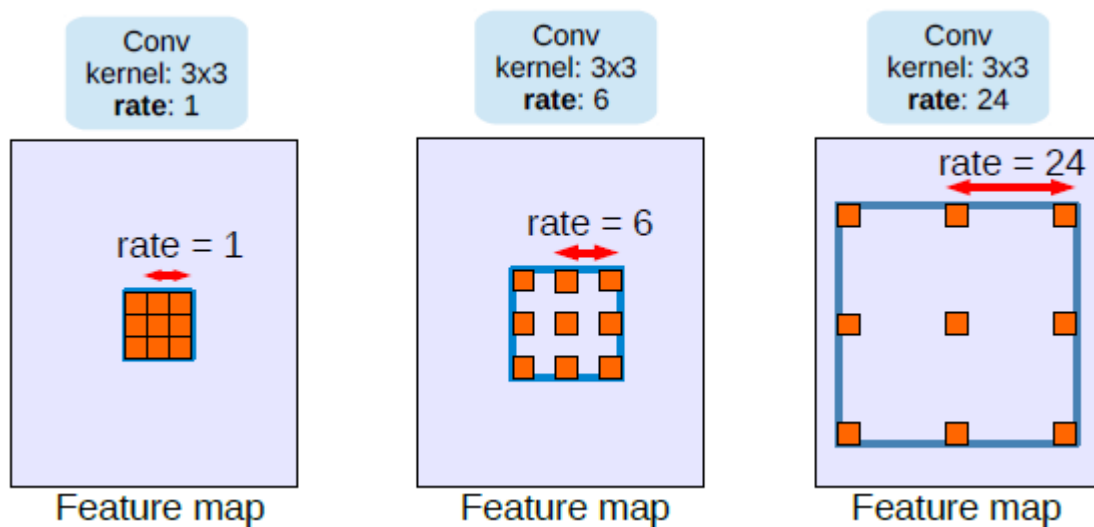 Conv
kernel: 3x3
rate: 1
Conv
kernel: 3x3
rate: 6
Conv
kernel: 3x3
rate: 24
rate = 1
rate = 6
rate = 24
Feature map
Feature map
Feature map